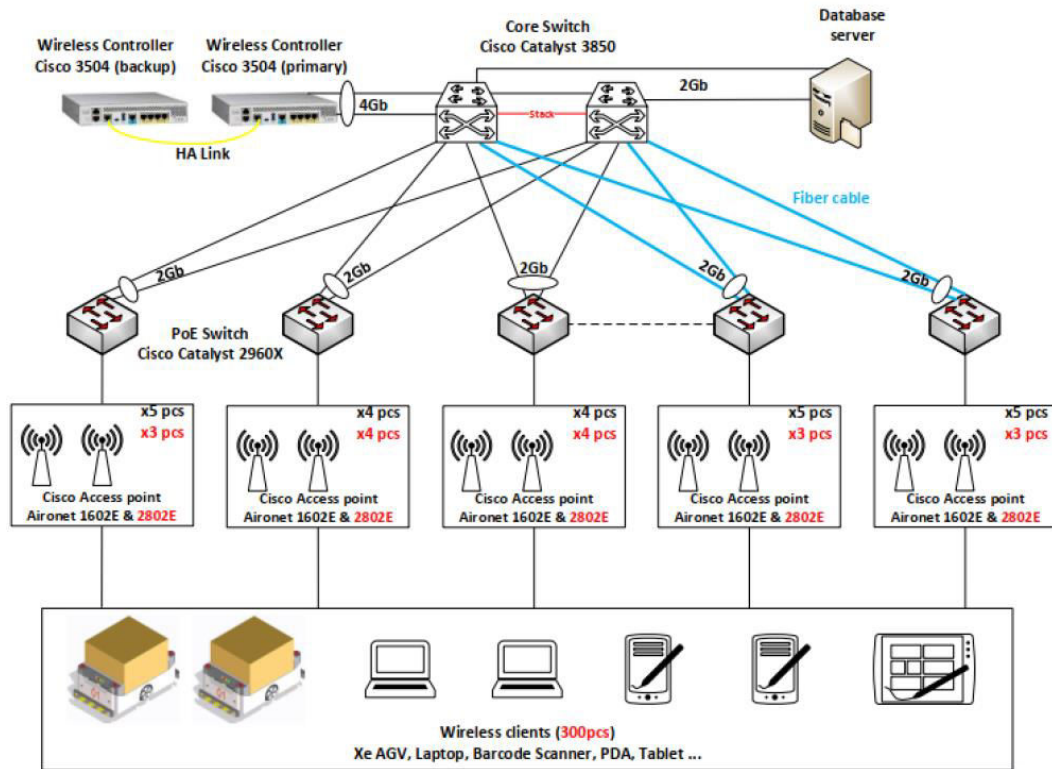 Wireless Controller
Cisco 3504 (backup)
Wireless Controller
Cisco 3504 (primary)
Core Switch
Cisco Catalyst 3850
Database
server
4Gb
2Gb
Stack
HA Link
Fiber cable
2Gb
2Gb
2Gb
2Gb
2Gb
PoE Switch
Cisco Catalyst 2960X
x5 pcs
x3 pcs
Cisco Access point
Aironet 1602E & 2802E
x4 pcs
x4 pcs
Cisco Access point
Aironet 1602E & 2802E
x4 pcs
x4 pcs
Cisco Access point
Aironet 1602E & 2802E
x5 pcs
x3 pcs
Cisco Access point
Aironet 1602E & 2802E
x5 pcs
x3 pcs
Cisco Access point
Aironet 1602E & 2802E
Wireless clients (300pcs)
Xe AGV, Laptop, Barcode Scanner, PDA, Tablet ...